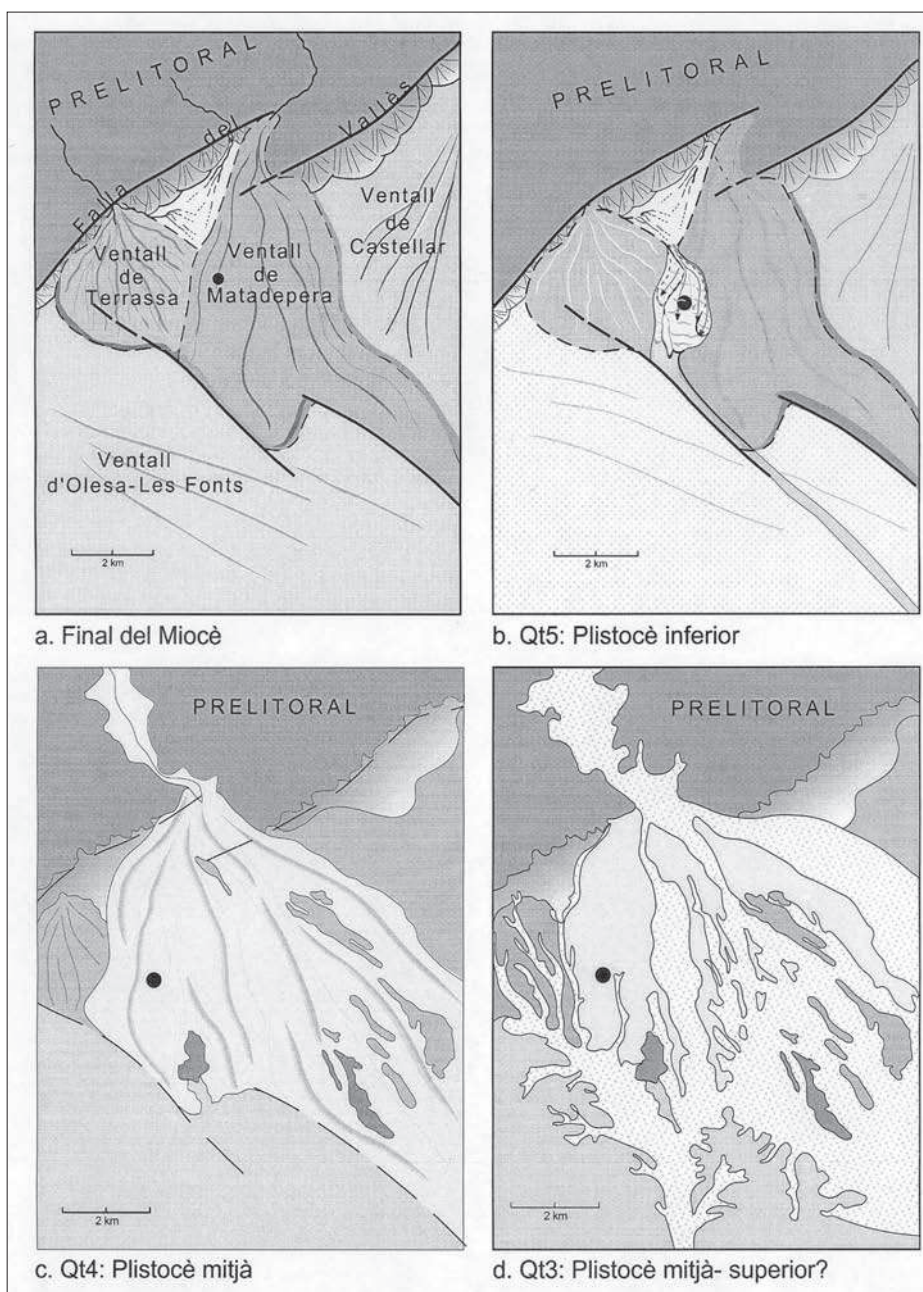 PRELITORAL
Falla del Vallès
Ventall
de
Castellar
Ventall
de
Terrassa
Ventall
de
Matadepera
Ventall
d'Olesa-Les Fonts
2 km
a. Final del Miocè
PRELITORAL
2 km
b. Qt5: Plistocè inferior
PRELITORAL
2 km
c. Qt4: Plistocè mitjà
PRELITORAL
2 km
d. Qt3: Plistocè mitjà- superior?